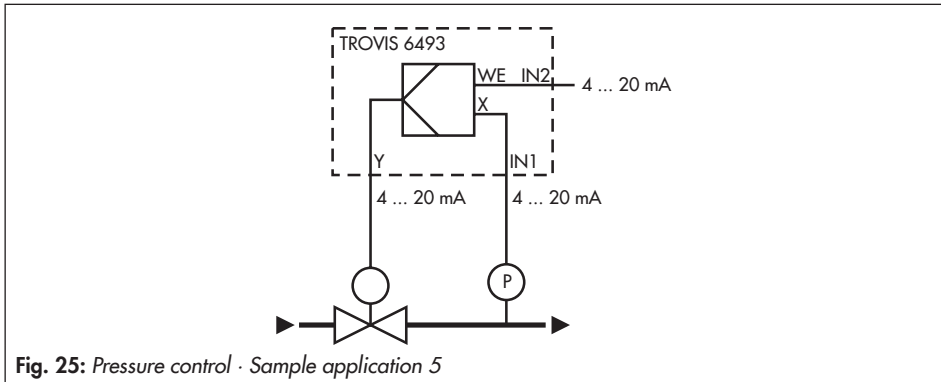 TROVIS 6493
WE IN2
4 ... 20 mA
X
Y
IN1
4 ... 20 mA
4 ... 20 mA
P
Fig. 25: Pressure control · Sample application 5